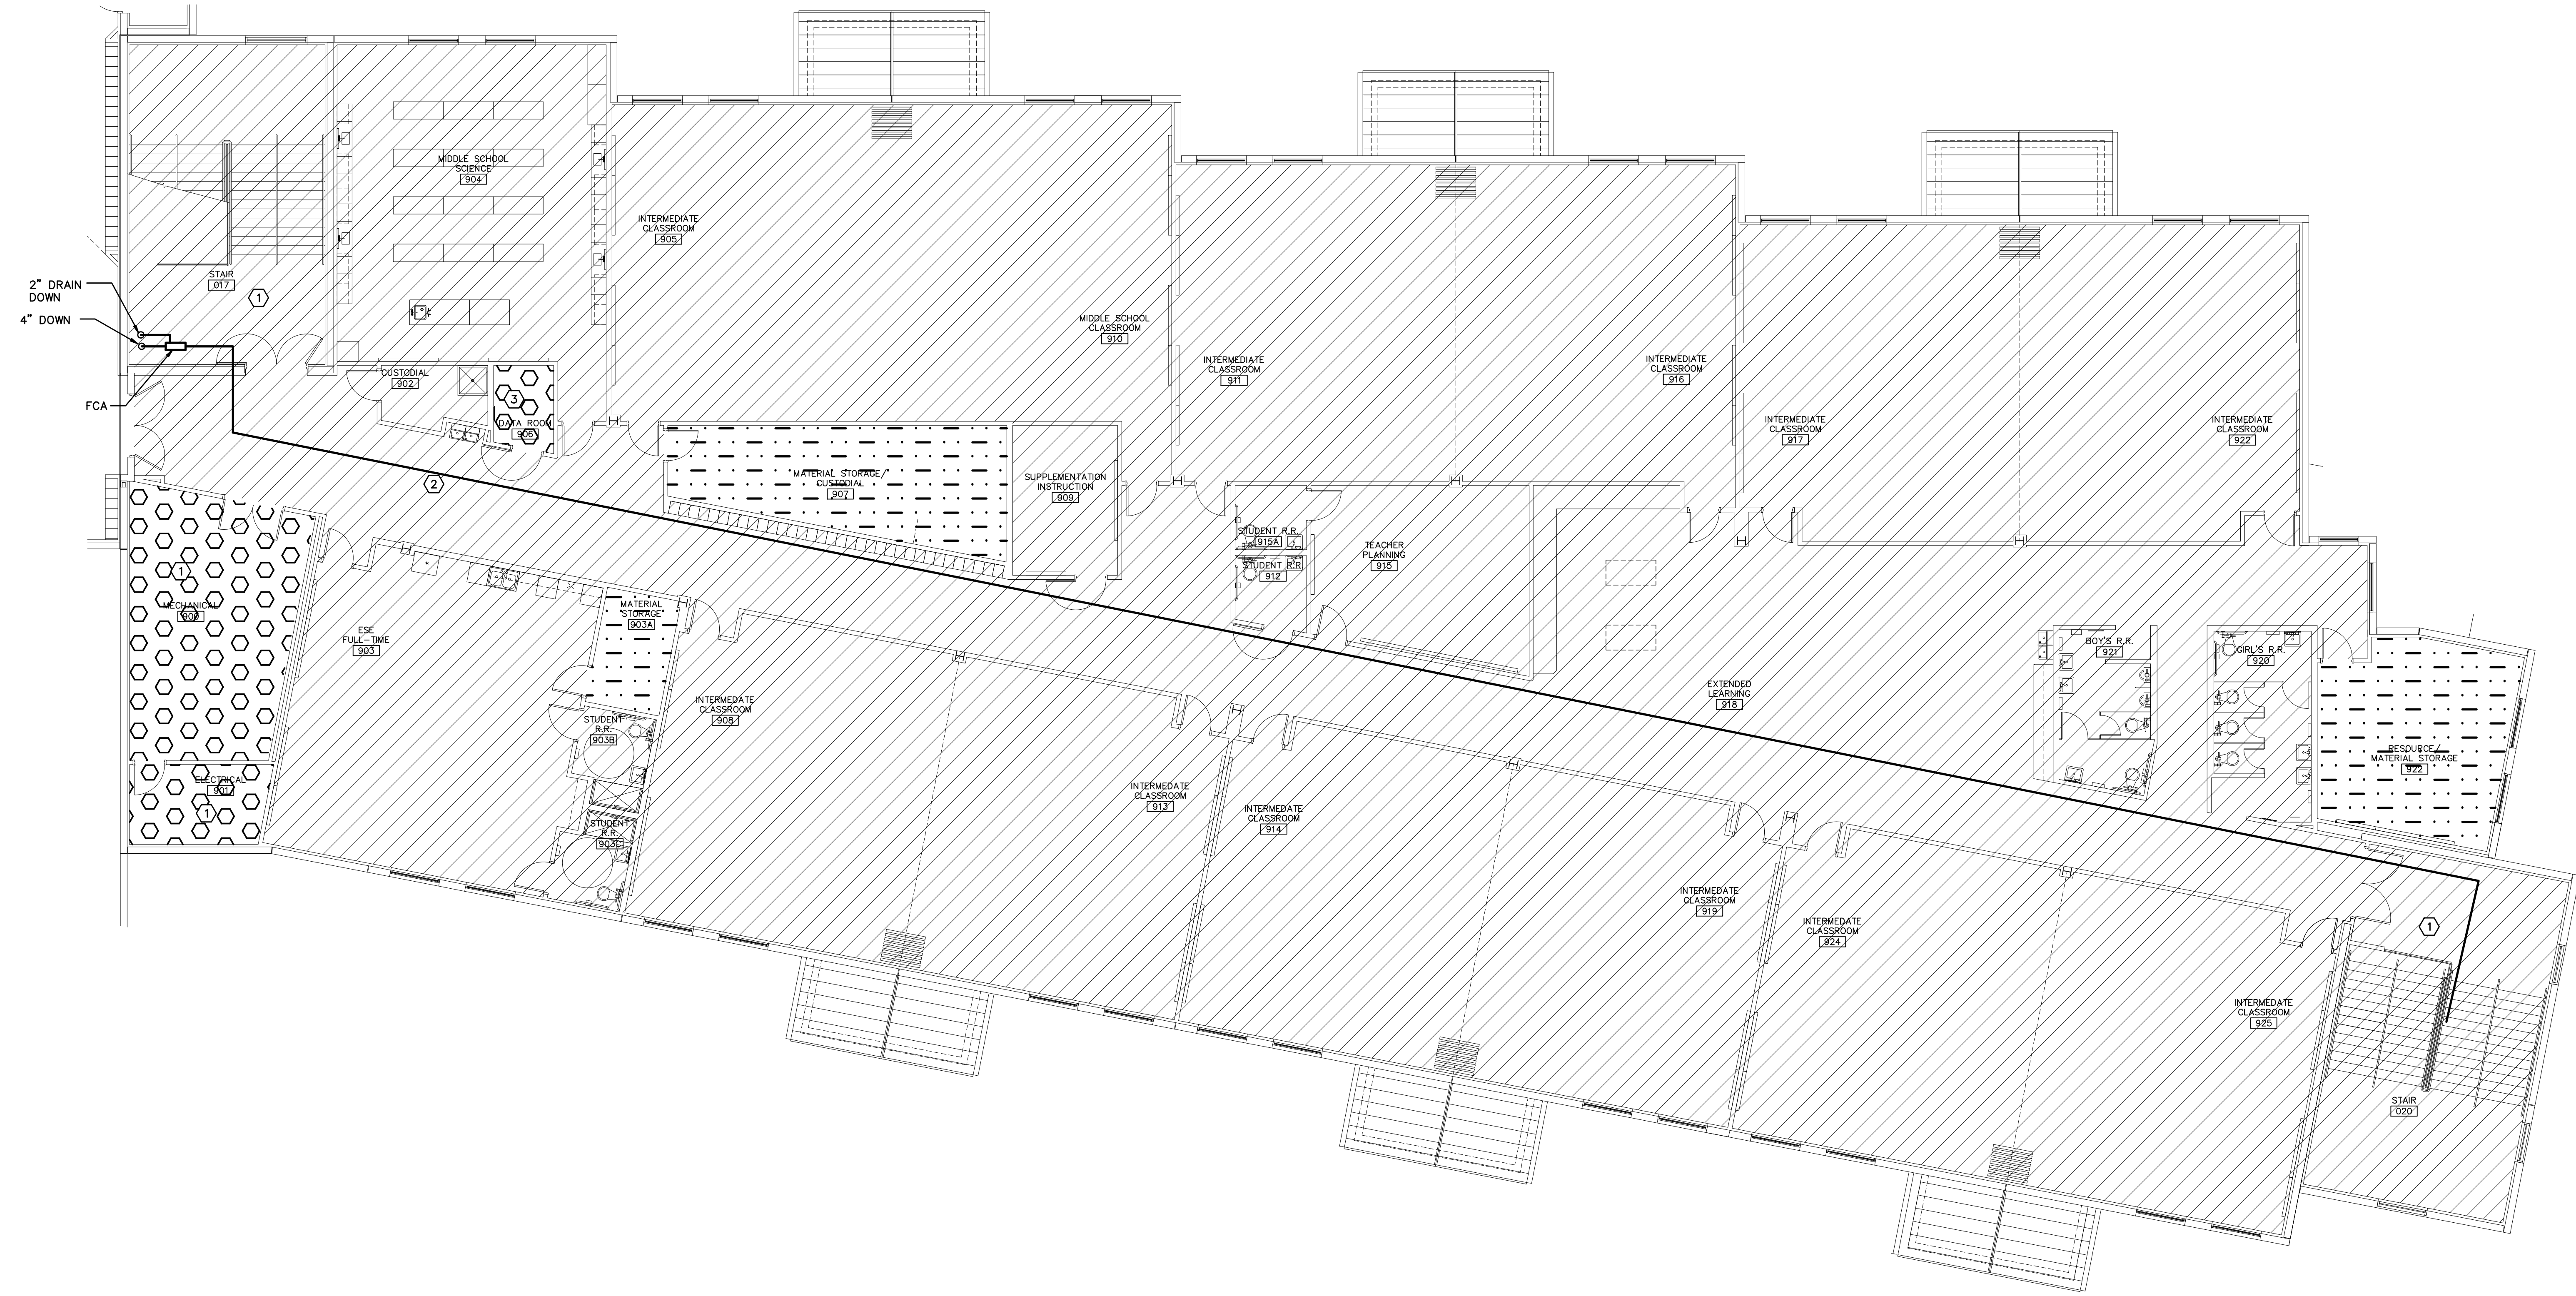 MIDDLE SCHOOL
SCIENCE
904
INTERMEDIATE
CLASSROOM
905
STAIR
017
1
2" DRAIN
DOWN
4" DOWN
FCA
MIDDLE SCHOOL
CLASSROOM
910
INTERMEDIATE
CLASSROOM
911
INTERMEDIATE
CLASSROOM
916
INTERMEDIATE
CLASSROOM
917
INTERMEDIATE
CLASSROOM
922
CUSTODIAL
902
3
DATA ROOM
906
2
MATERIAL STORAGE/
CUSTODIAL
907
SUPPLEMENTATION
INSTRUCTION
909
STUDENT R.R.
915A
STUDENT R.R.
912
TEACHER
PLANNING
915
1
MECHANICAL
900
ESE
FULL-TIME
903
MATERIAL
STORAGE
903A
BOY'S R.R.
921
GIRL'S R.R.
920
EXTENDED
LEARNING
918
INTERMEDATE
CLASSROOM
908
STUDENT
R.R.
903B
RESOURCE/
MATERIAL STORAGE
922
ELECTRICAL
901
1
INTERMEDATE
CLASSROOM
913
INTERMEDATE
CLASSROOM
914
STUDENT
R.R.
903C
INTERMEDATE
CLASSROOM
919
INTERMEDATE
CLASSROOM
924
1
INTERMEDATE
CLASSROOM
925
STAIR
020